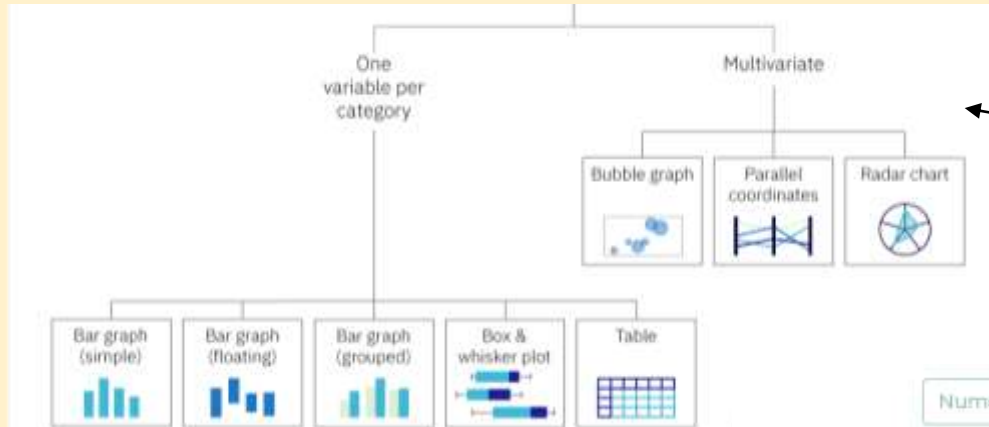 One
variable per
category
Multivariate
Bubble graph
Parallel
coordinates
Radar chart
Bar graph
(simple)
Bar graph
(floating)
Bar graph
(grouped)
Box &
whisker plot
Table
Num